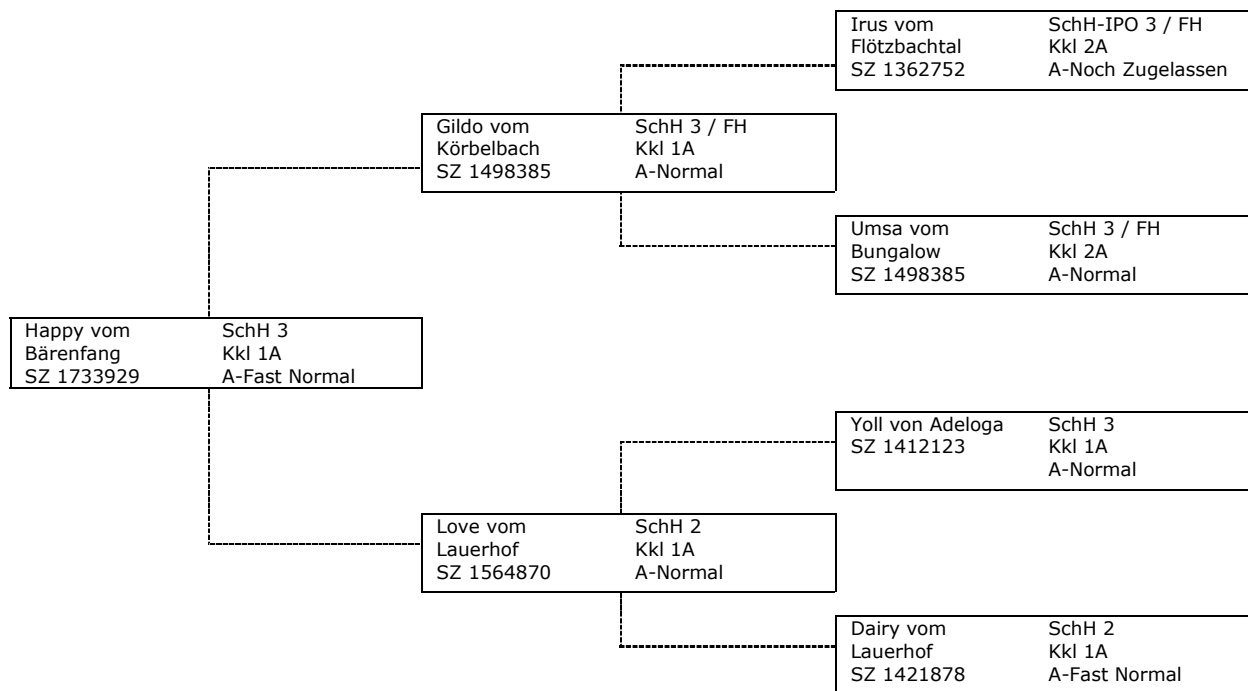 Irus vom SchH-IPO 3 / FH
Flötzbachtal Kkl 2A
SZ 1362752 A-Noch Zugelassen
Gildo vom SchH 3 / FH
Körbelbach Kkl 1A
SZ 1498385 A-Normal
Umsa vom SchH 3 / FH
Bungalow Kkl 2A
SZ 1498385 A-Normal
Happy vom SchH 3
Bärenfang Kkl 1A
SZ 1733929 A-Fast Normal
Yoll von Adeloga SchH 3
SZ 1412123 Kkl 1A
A-Normal
Love vom SchH 2
Lauerhof Kkl 1A
SZ 1564870 A-Normal
Dairy vom SchH 2
Lauerhof Kkl 1A
SZ 1421878 A-Fast Normal